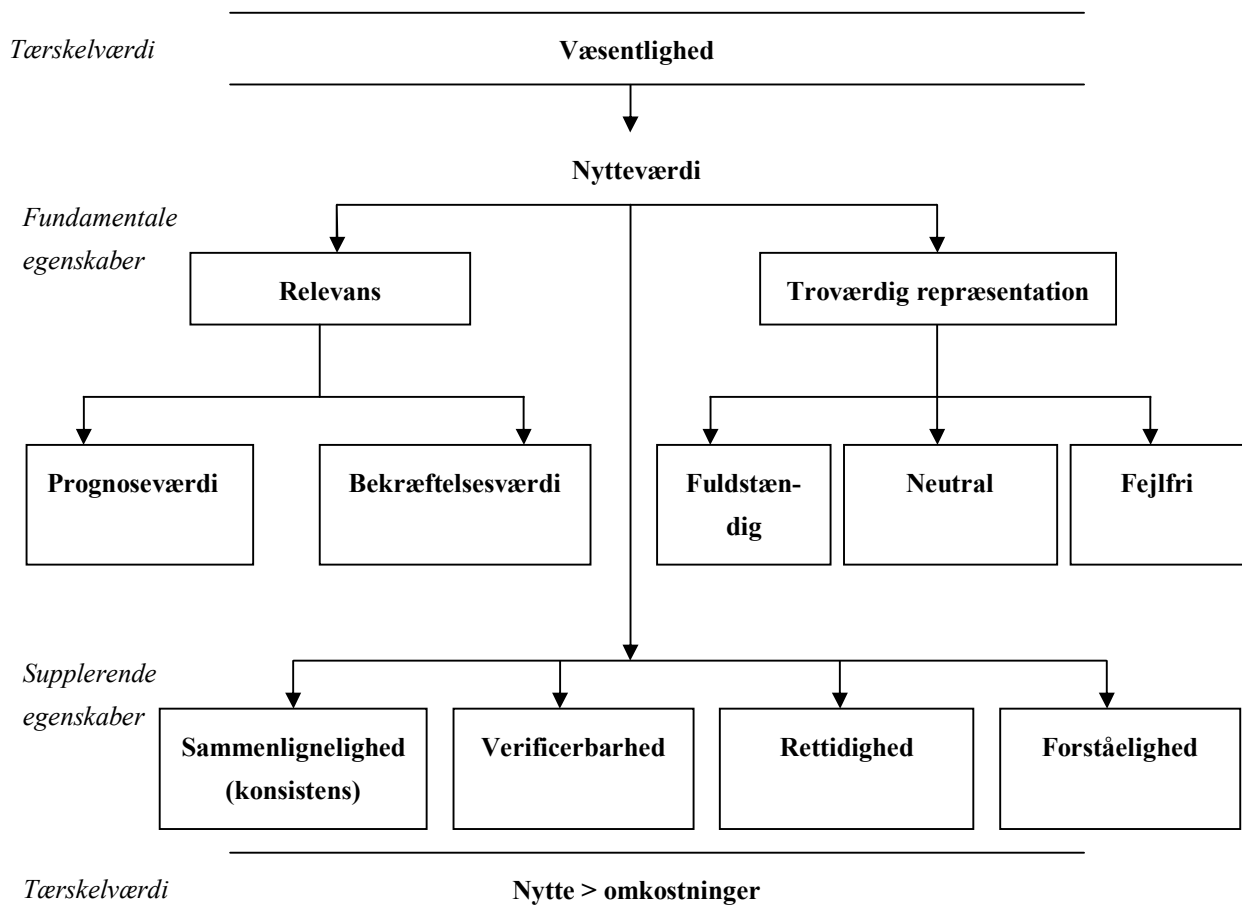 Tærskelværdi
Væsentlighed
Nytteværdi
Fundamentale
egenskaber
Relevans
Troværdig repræsentation
Prognoseværdi
Bekræftelsesværdi
Fuldstæn-
dig
Neutral
Fejlfri
Supplerende
egenskaber
Sammenlignelighed
(konsistens)
Verificerbarhed
Rettidighed
Forståelighed
Tærskelværdi
Nytte > omkostninger